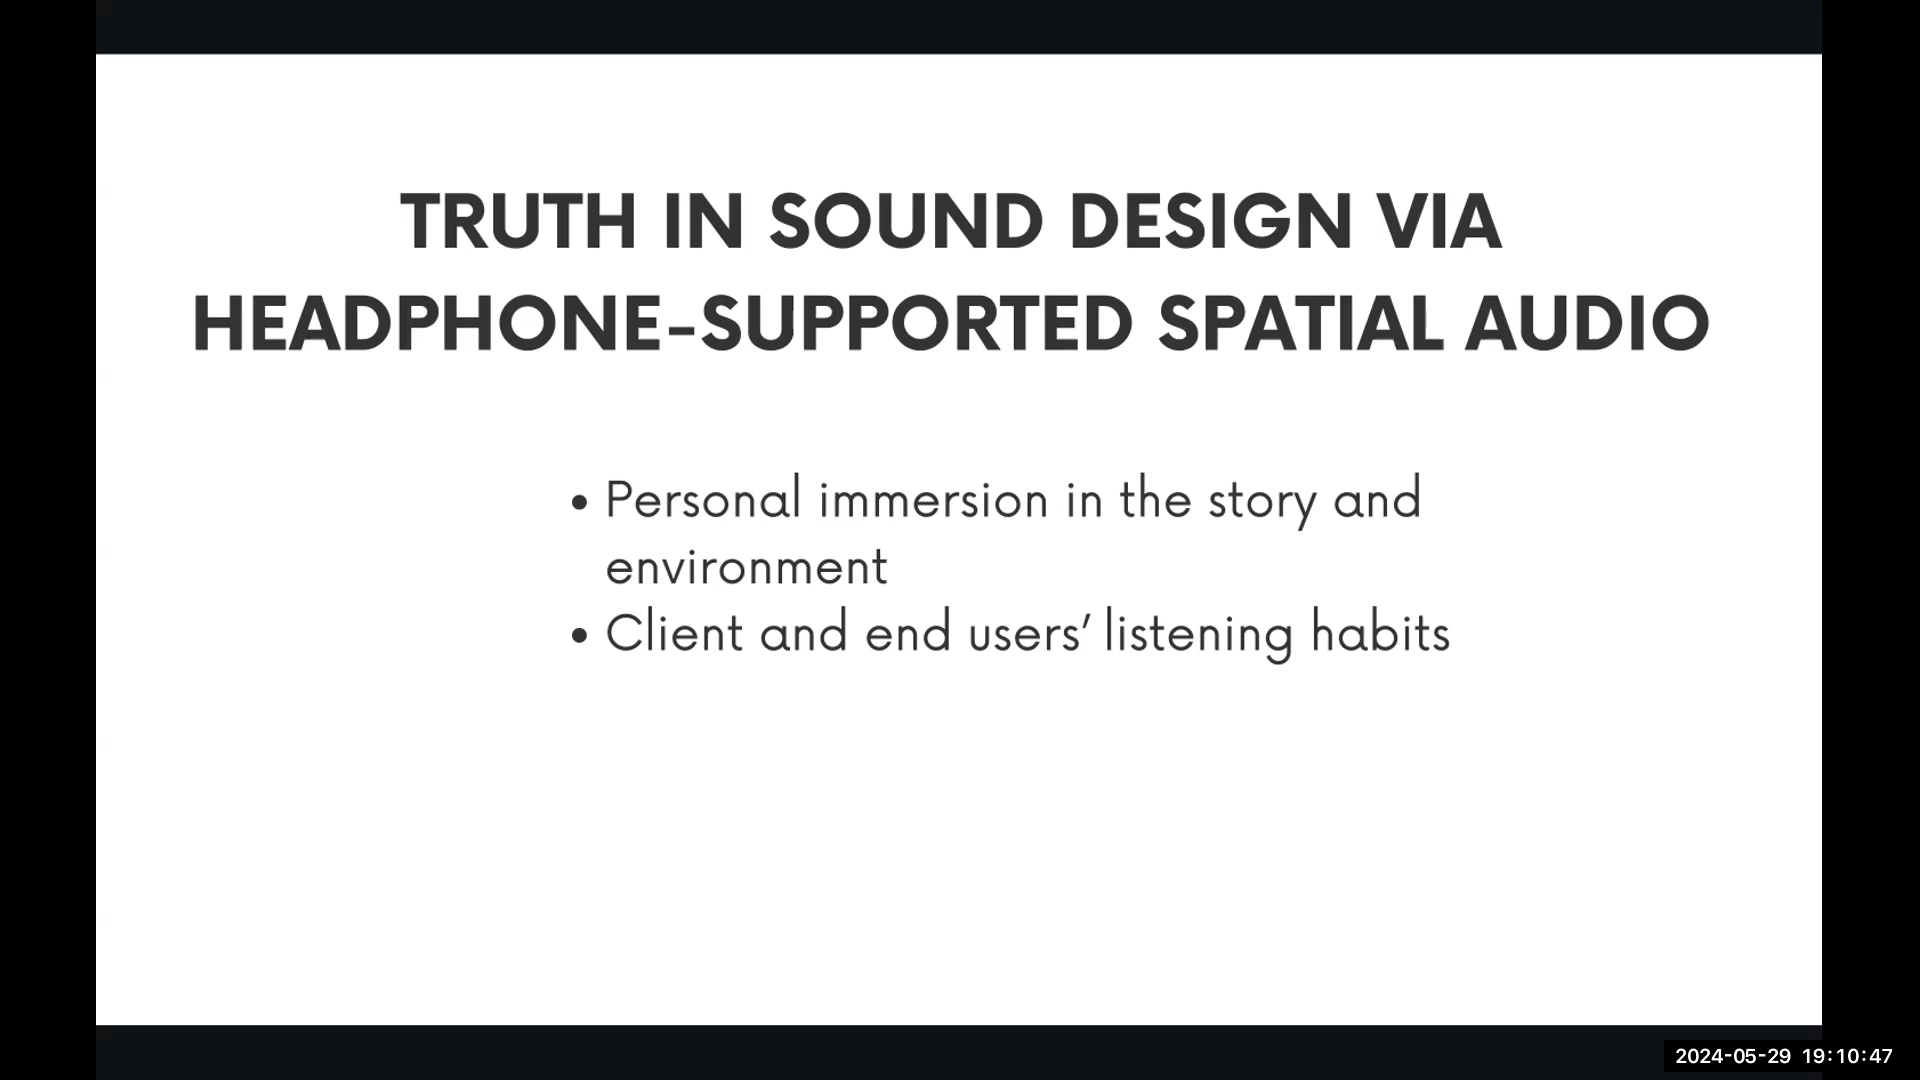 TRUTH IN SOUND DESIGN VIA
HEADPHONE-SUPPORTED SPATIAL AUDIO
• Personal immersion in the story and
environment
• Client and end users’ listening habits
2024-05-29 19:10:47